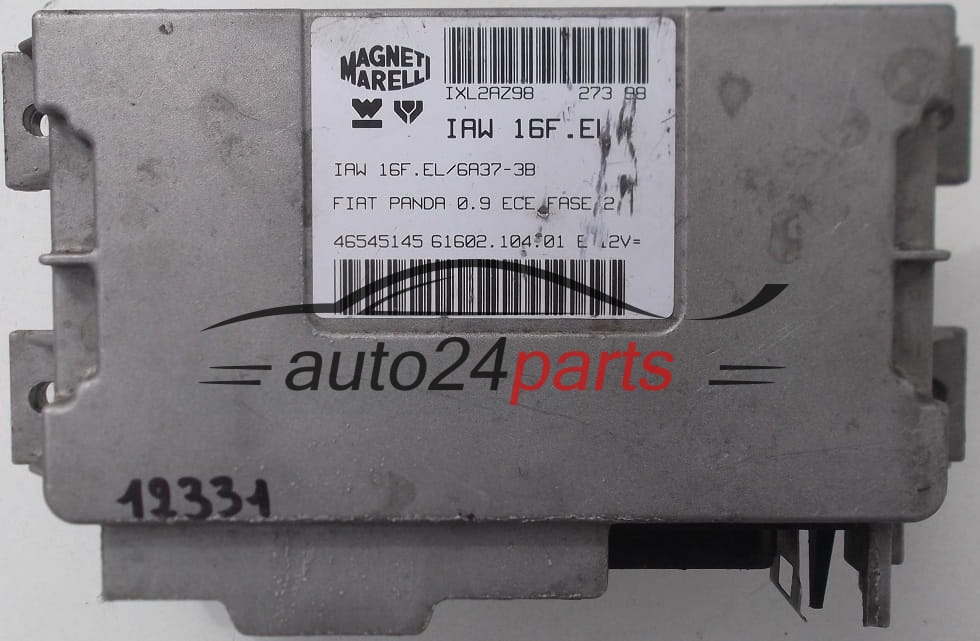 MAGNETI
MARELLI
IXL2AZ98 273 98
IAW 16F.EL
IAW 16F.EL/6A37-3B
FIAT PANDA 0.9 ECE FASE 2
46545145 61602.104.01 E 12V=
auto24parts
12331